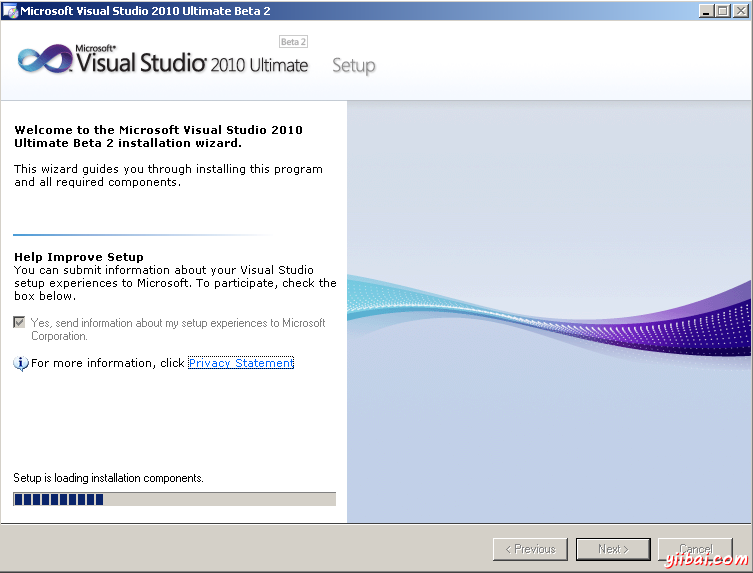 Microsoft Visual Studio 2010 Ultimate Beta 2
Beta 2
Microsoft®
Visual Studio® 2010 Ultimate Setup
Welcome to the Microsoft Visual Studio 2010
Ultimate Beta 2 installation wizard.
This wizard guides you through installing this program
and all required components.
Help Improve Setup
You can submit information about your Visual Studio
setup experiences to Microsoft. To participate, check the
box below.
Yes, send information about my setup experiences to Microsoft
Corporation.
For more information, click Privacy Statement
Setup is loading installation components.
< Previous Next > Cancel
yiibai.com